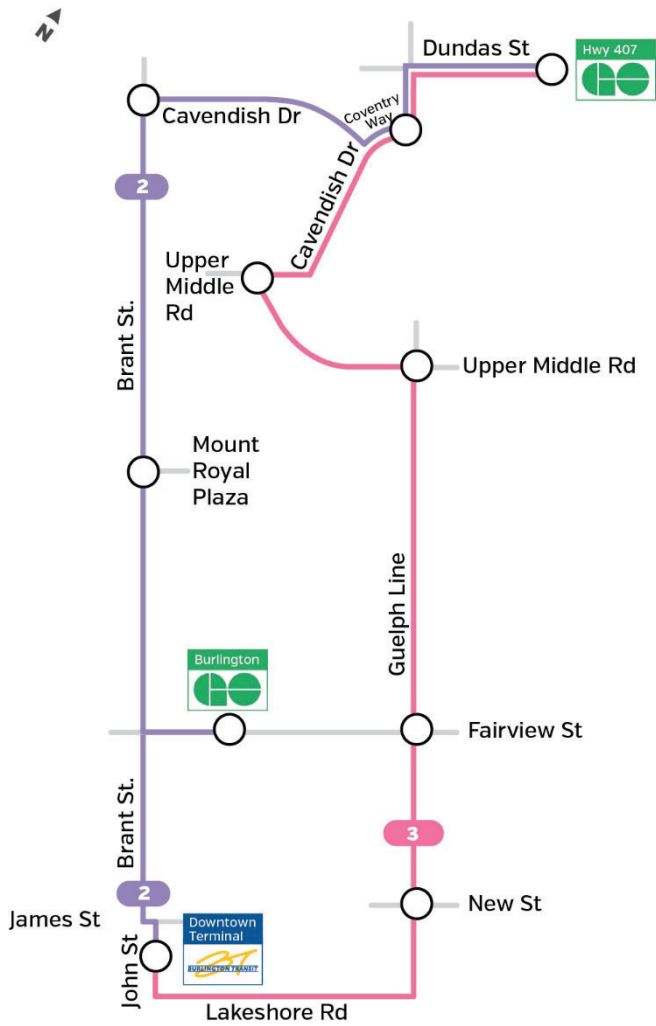 N
Dundas St
Hwy 407
GO
Cavendish Dr
Coventry
Way
2
Cavendish Dr
Upper
Middle
Rd
Brant St.
Upper Middle Rd
Mount
Royal
Plaza
Guelph Line
Burlington
GO
Fairview St
Brant St.
3
2
New St
James St
Downtown
Terminal
BURLINGTON TRANSIT
John St
Lakeshore Rd